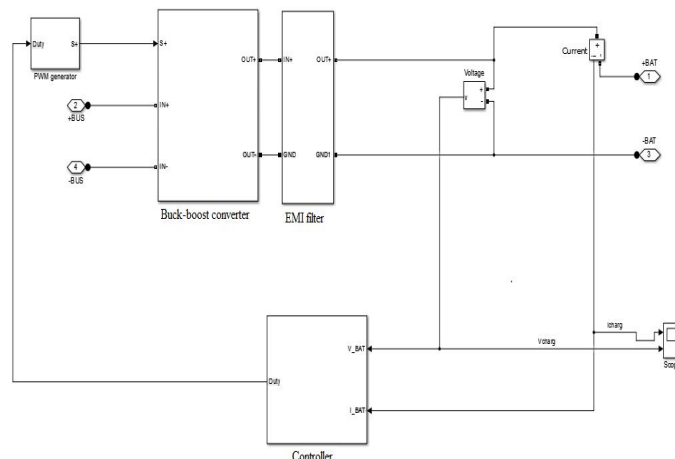 Duty
S+
PWM generator
S+
OUT+
IN+
OUT+
Voltage
+
-
v
Current
+
i
-
+BAT
1
2
+BUS
IN+
4
-BUS
IN-
OUT-
GND
GND1
-BAT
3
Buck-boost converter
EMI filter
Icharg
Vcharg
V_BAT
Duty
I_BAT
Controller